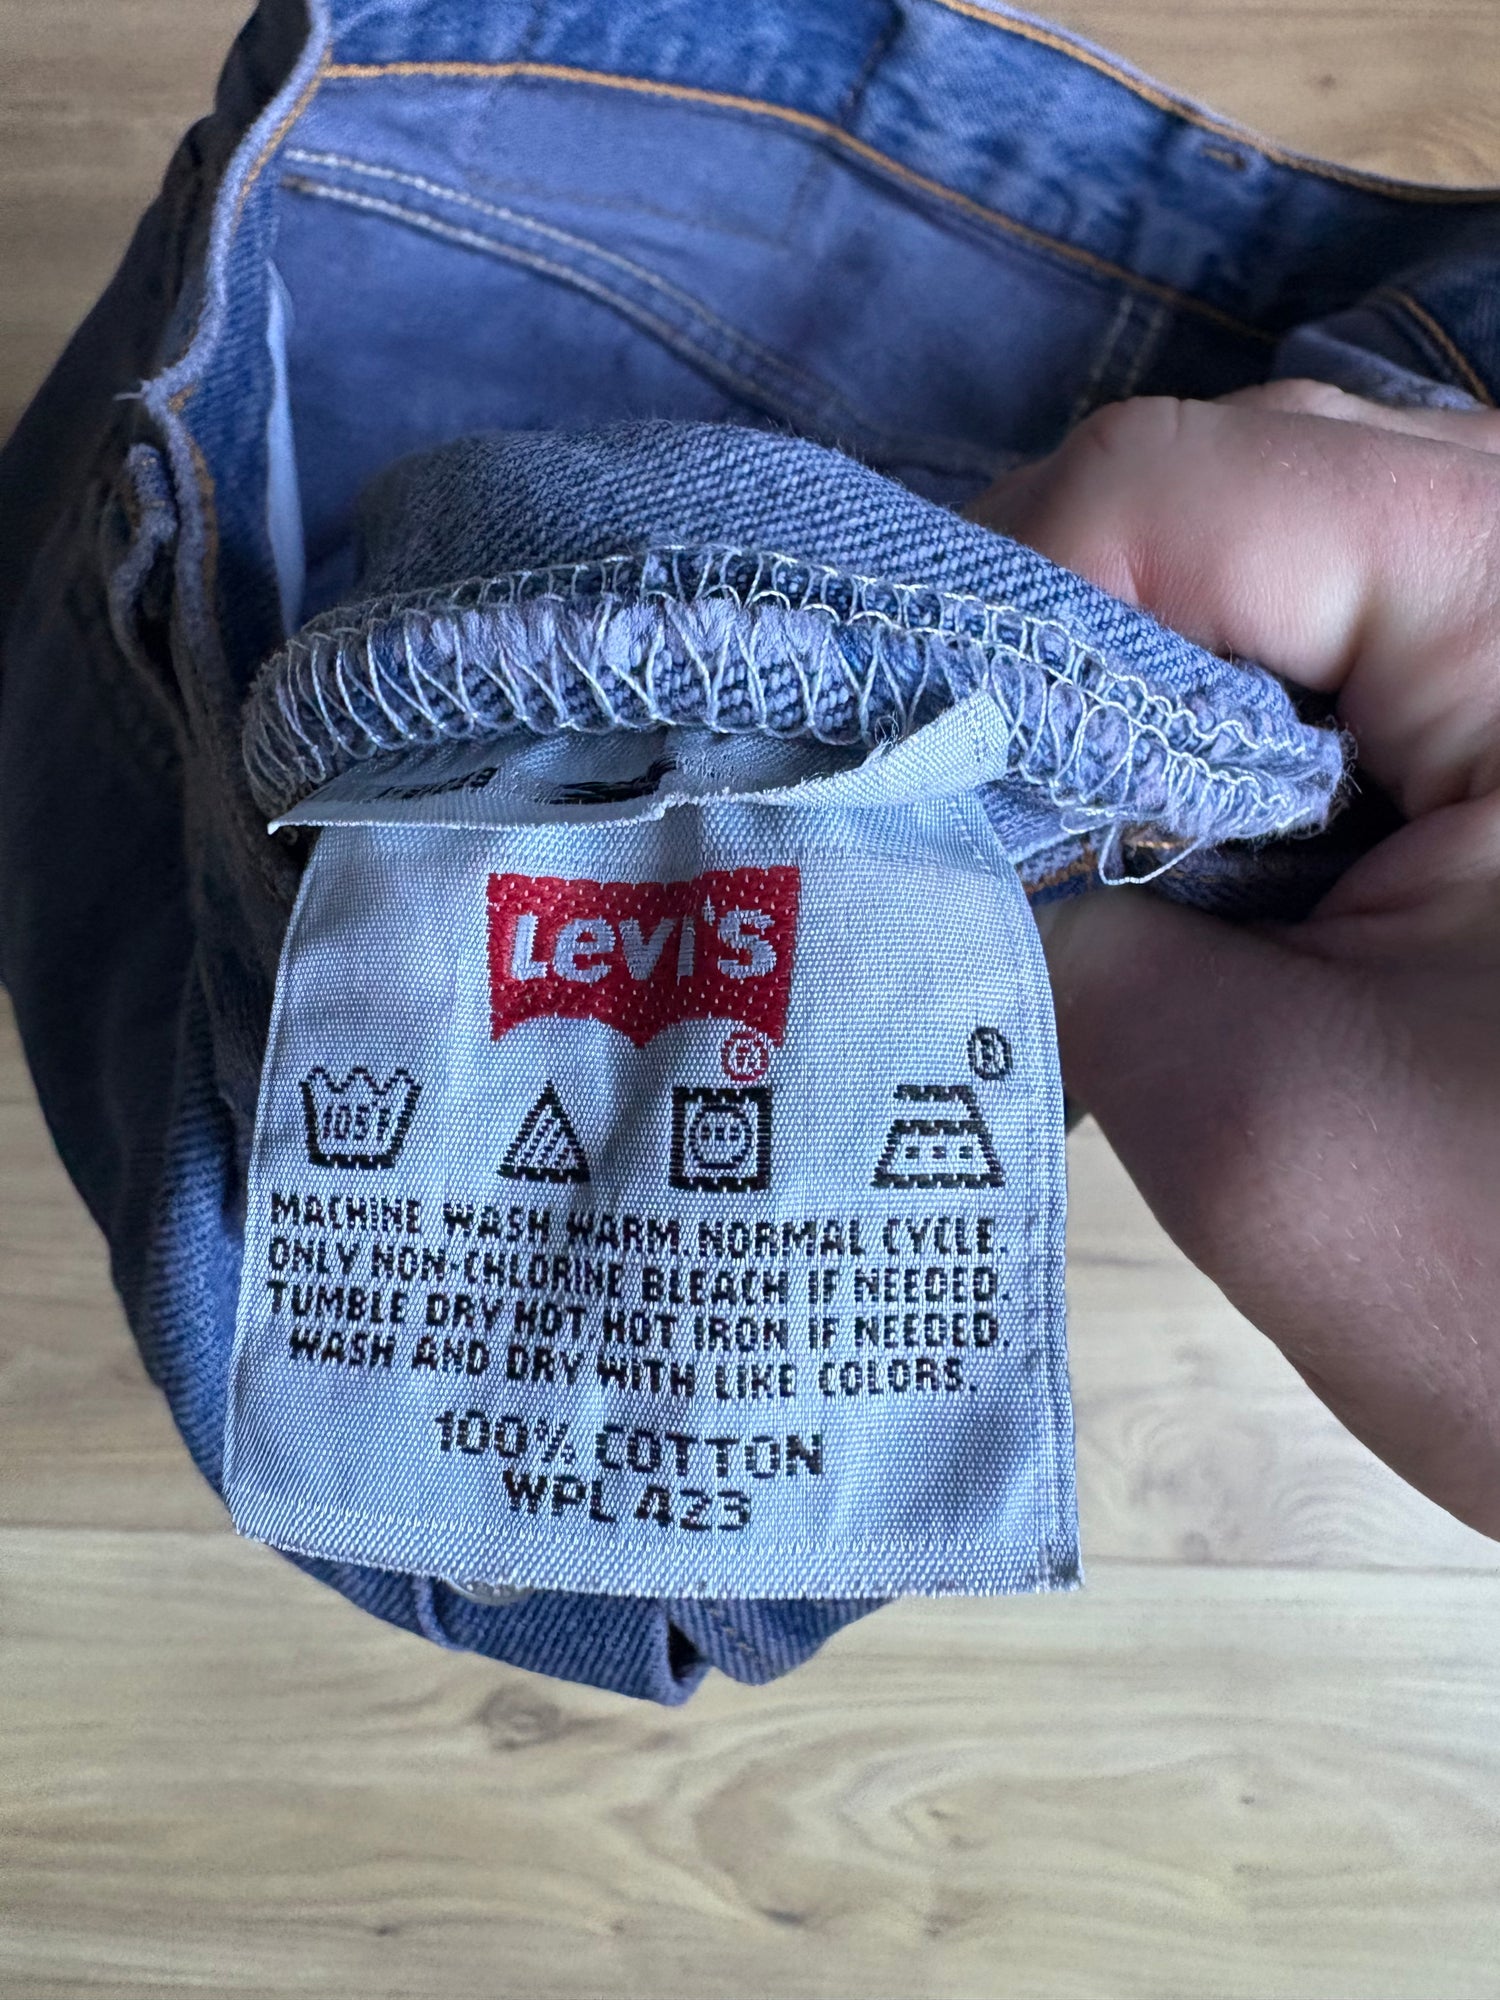 Levi'S
®
®
105F
MACHINE WASH WARM. NORMAL CYCLE.
ONLY NON-CHLORINE BLEACH IF NEEDED.
TUMBLE DRY HOT. HOT IRON IF NEEDED.
WASH AND DRY WITH LIKE COLORS.
100% COTTON
WPL 423